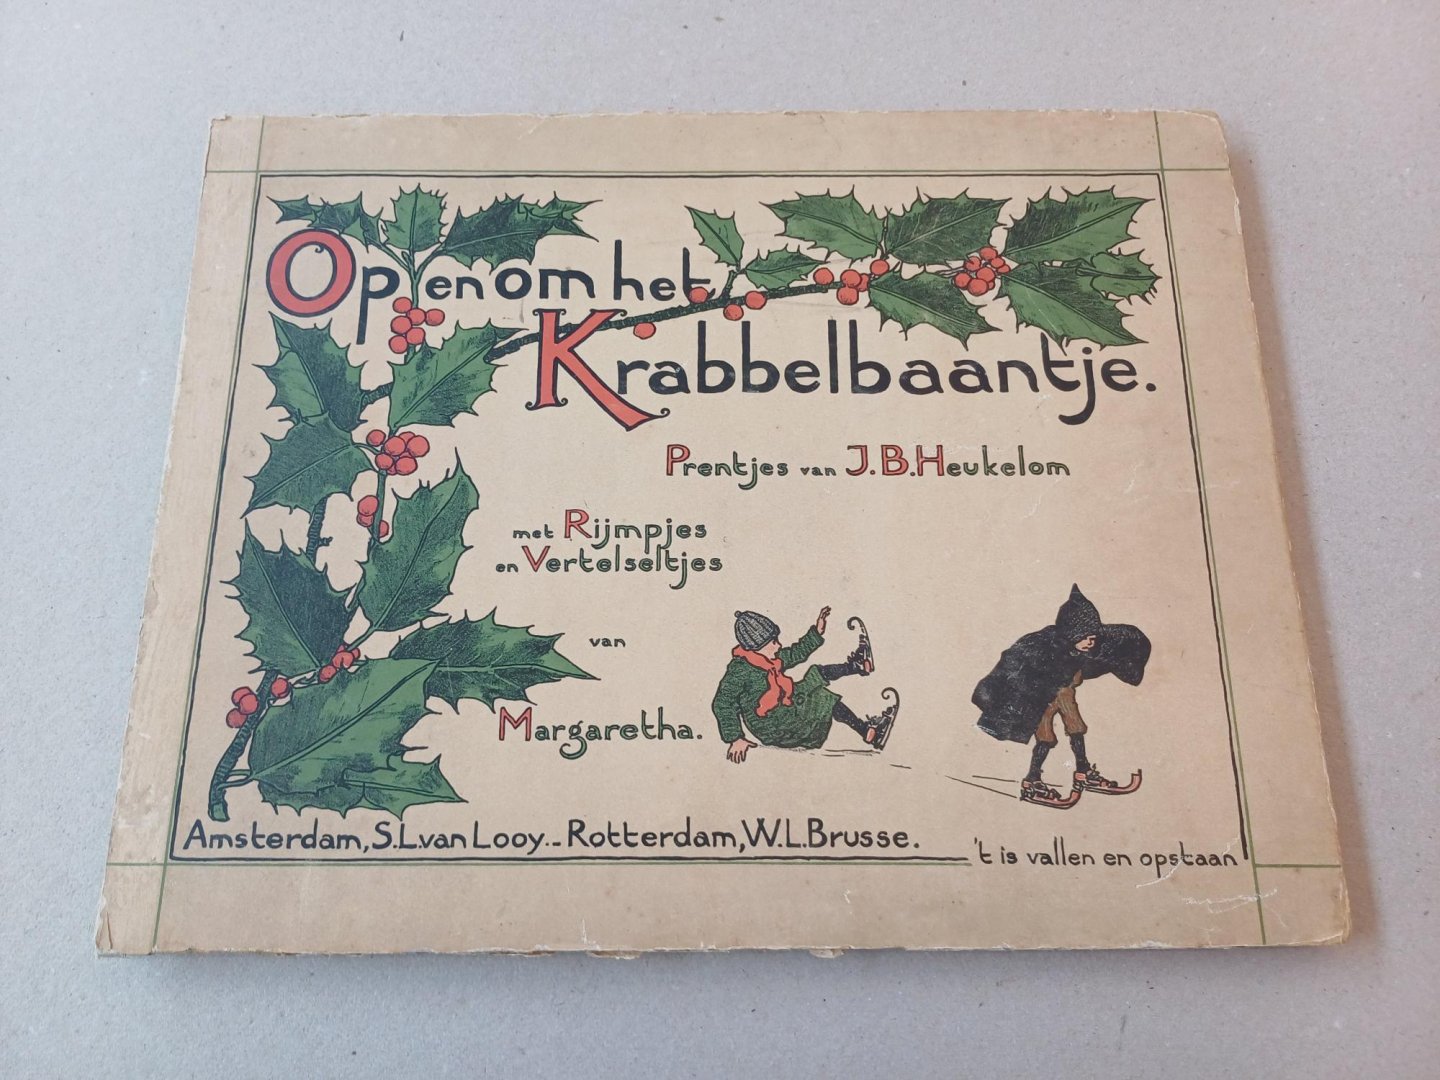 Op en om het
Krabbelbaantje.
Prentjes van J.B.Heukelom
met Rijmpjes
en Vertelseltjes
van
Margaretha.
Amsterdam, S.L.van Looy.-Rotterdam, W.L.Brusse.
't is vallen en opstaan